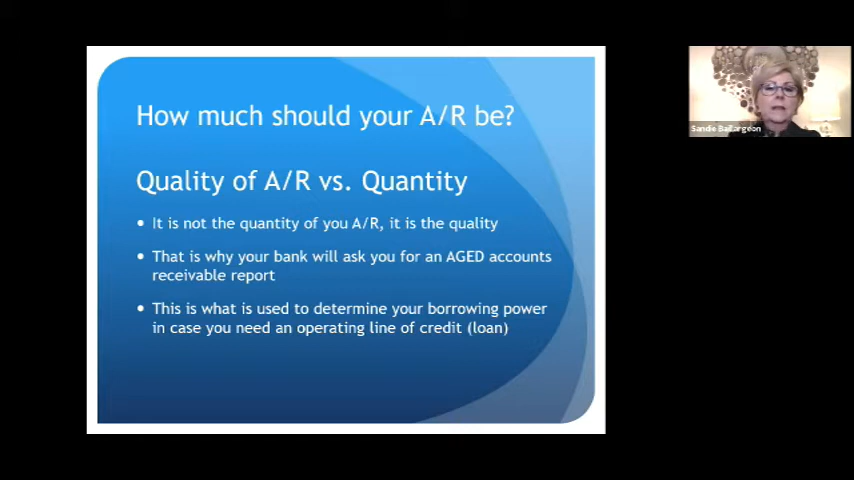 How much should your A/R be?
Quality of A/R vs. Quantity
It is not the quantity of you A/R, it is the quality
That is why your bank will ask you for an AGED accounts
receivable report
This is what is used to determine your borrowing power
in case you need an operating line of credit (loan)
Sandie Baillargeon